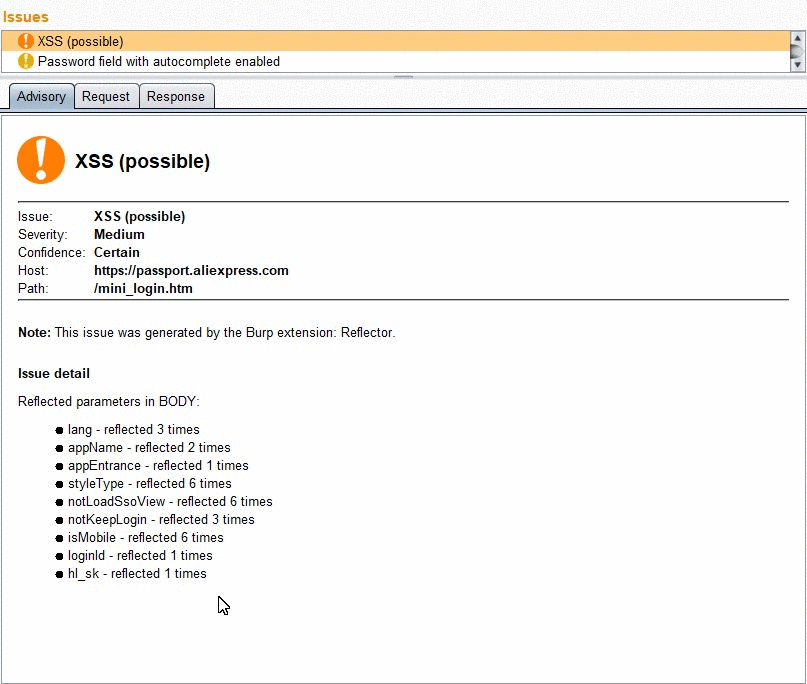 Issues
XSS (possible)
Password field with autocomplete enabled
Advisory Request Response
XSS (possible)
Issue: XSS (possible)
Severity: Medium
Confidence: Certain
Host: https://passport.aliexpress.com
Path: /mini_login.htm
Note: This issue was generated by the Burp extension: Reflector.
Issue detail
Reflected parameters in BODY:
lang - reflected 3 times
appName - reflected 2 times
appEntrance - reflected 1 times
styleType - reflected 6 times
notLoadSsoView - reflected 6 times
notKeepLogin - reflected 3 times
isMobile - reflected 6 times
loginId - reflected 1 times
hl_sk - reflected 1 times